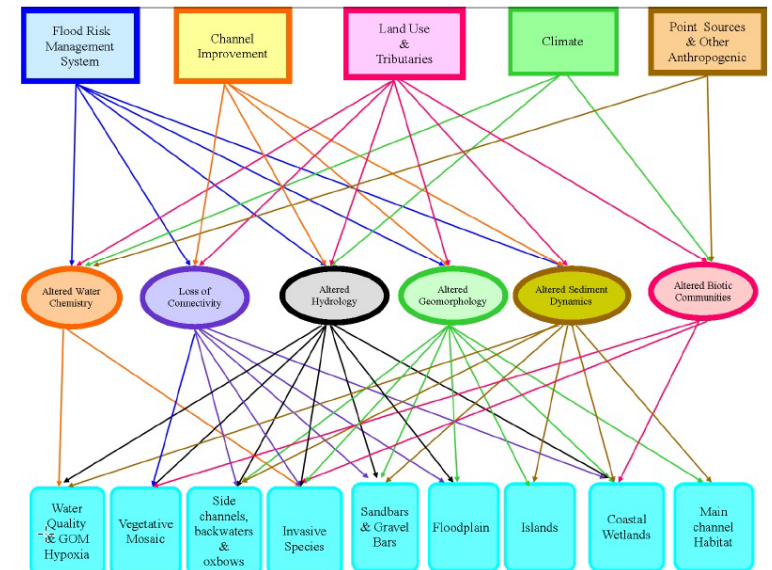 Flood Risk
Management
System
Channel
Improvement
Land Use
&
Tributaries
Climate
Point Sources
& Other
Anthropogenic
Altered Water
Chemistry
Loss of
Connectivity
Altered
Hydrology
Altered
Geomorphology
Altered Sediment
Dynamics
Altered Biotic
Communities
Water
Quality
& GOM
Hypoxia
Vegetative
Mosaic
Side
channels,
backwaters
&
oxbows
Invasive
Species
Sandbars
& Gravel
Bars
Floodplain
Islands
Coastal
Wetlands
Main
channel
Habitat